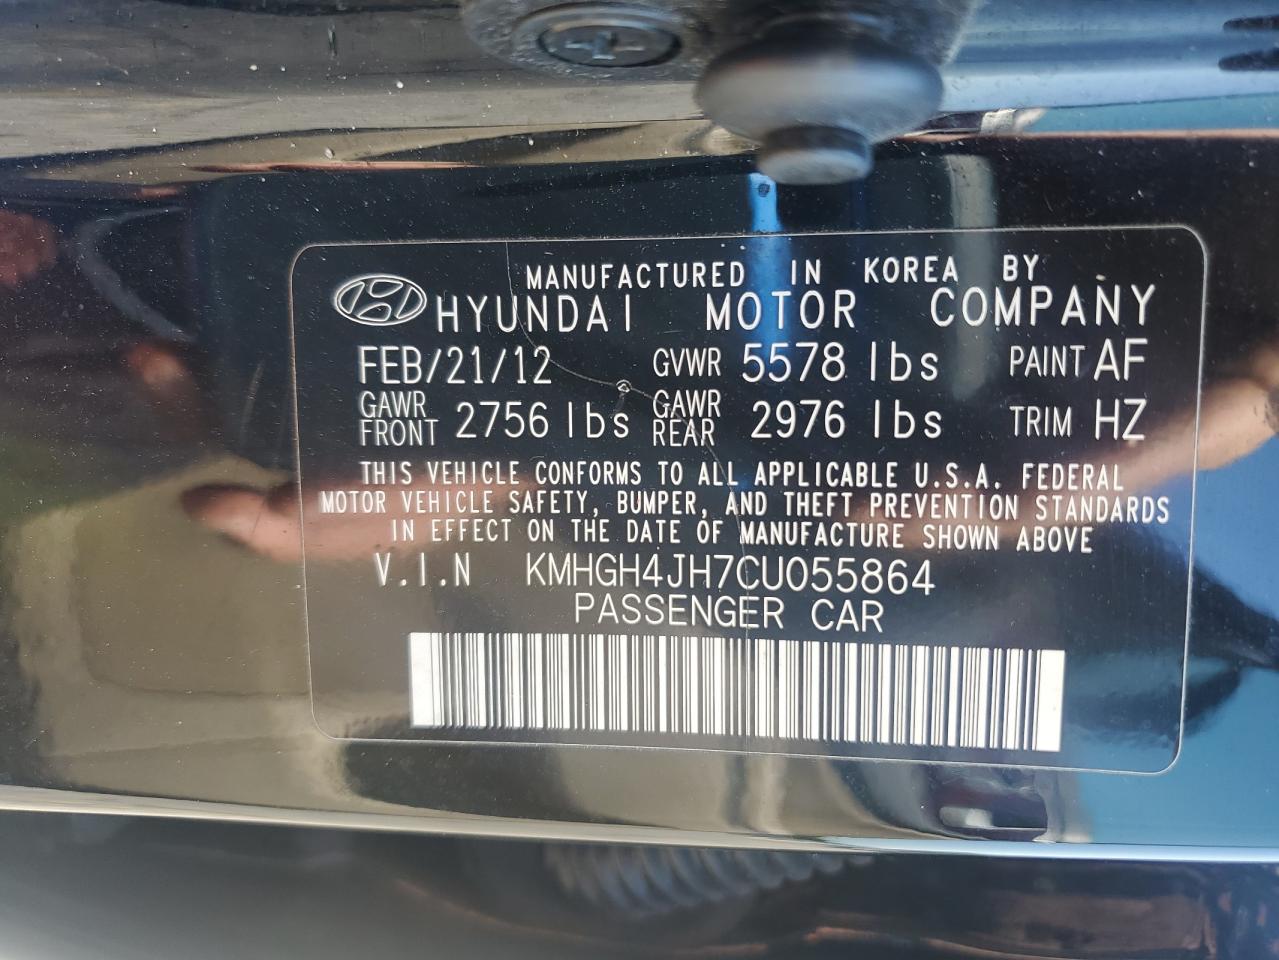 MANUFACTURED IN KOREA BY
HYUNDAI MOTOR COMPANY
FEB/21/12 GVWR 5578 lbs PAINT AF
GAWR FRONT 2756 lbs GAWR REAR 2976 lbs TRIM HZ
THIS VEHICLE CONFORMS TO ALL APPLICABLE U.S.A. FEDERAL
MOTOR VEHICLE SAFETY, BUMPER, AND THEFT PREVENTION STANDARDS
IN EFFECT ON THE DATE OF MANUFACTURE SHOWN ABOVE
V.I.N KMHGH4JH7CU055864
PASSENGER CAR